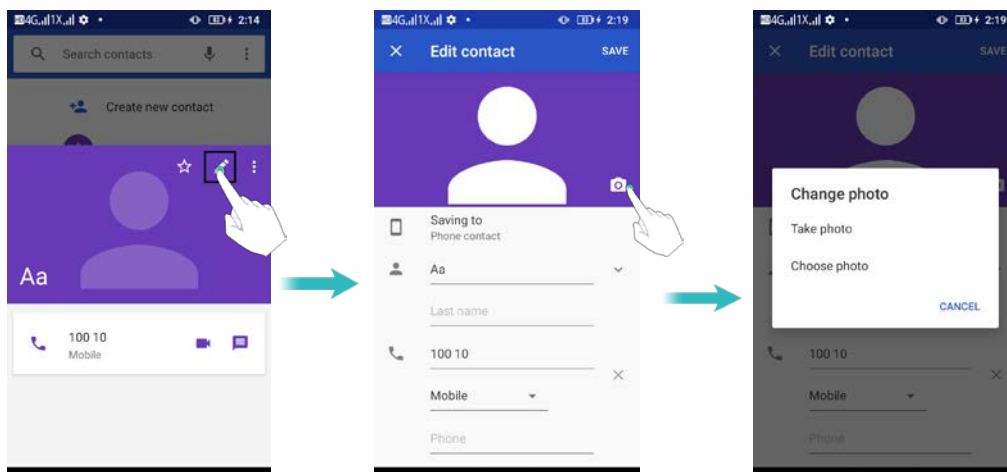 4G 1X 2:14
Search contacts
Create new contact
Aa
100 10
Mobile
4G 1X 2:19
Edit contact
SAVE
Saving to
Phone contact
Aa
Last name
100 10
Mobile
Phone
4G 1X 2:19
Edit contact
SAVE
Change photo
Take photo
Choose photo
CANCEL
100 10
Mobile
Phone